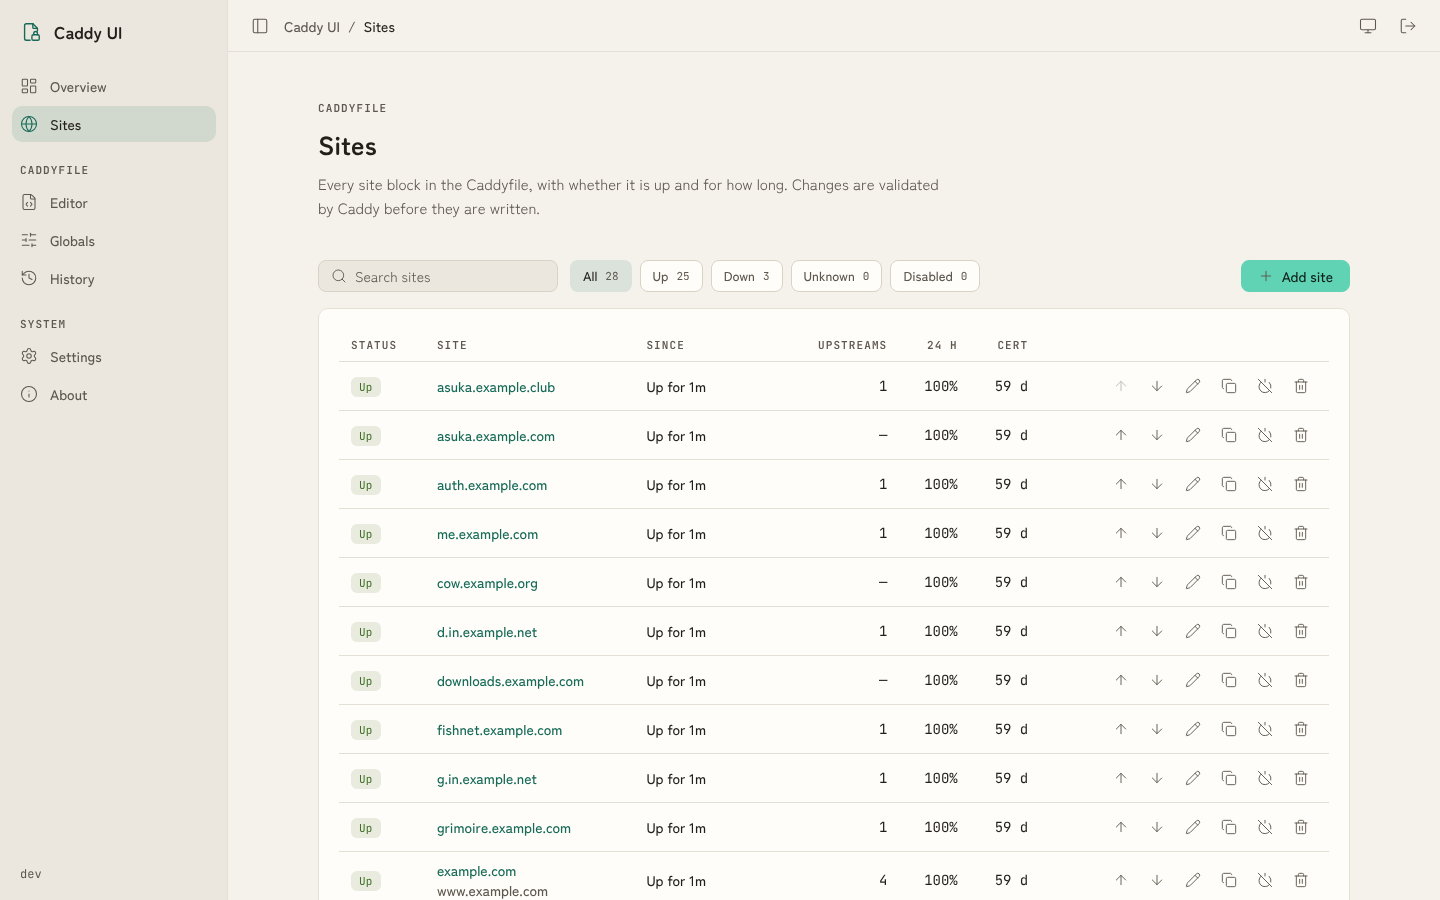 Caddy UI
Overview
Sites
CADDYFILE
Editor
Globals
History
SYSTEM
Settings
About
dev
Caddy UI / Sites
CADDYFILE
Sites
Every site block in the Caddyfile, with whether it is up and for how long. Changes are validated
by Caddy before they are written.
Search sites
All 28
Up 25
Down 3
Unknown 0
Disabled 0
Add site
STATUS SITE SINCE UPSTREAMS 24 H CERT
Up asuka.example.club Up for 1m 1 100% 59 d
Up asuka.example.com Up for 1m — 100% 59 d
Up auth.example.com Up for 1m 1 100% 59 d
Up me.example.com Up for 1m 1 100% 59 d
Up cow.example.org Up for 1m — 100% 59 d
Up d.in.example.net Up for 1m 1 100% 59 d
Up downloads.example.com Up for 1m — 100% 59 d
Up fishnet.example.com Up for 1m 1 100% 59 d
Up g.in.example.net Up for 1m 1 100% 59 d
Up grimoire.example.com Up for 1m 1 100% 59 d
Up example.com Up for 1m 4 100% 59 d
www.example.com